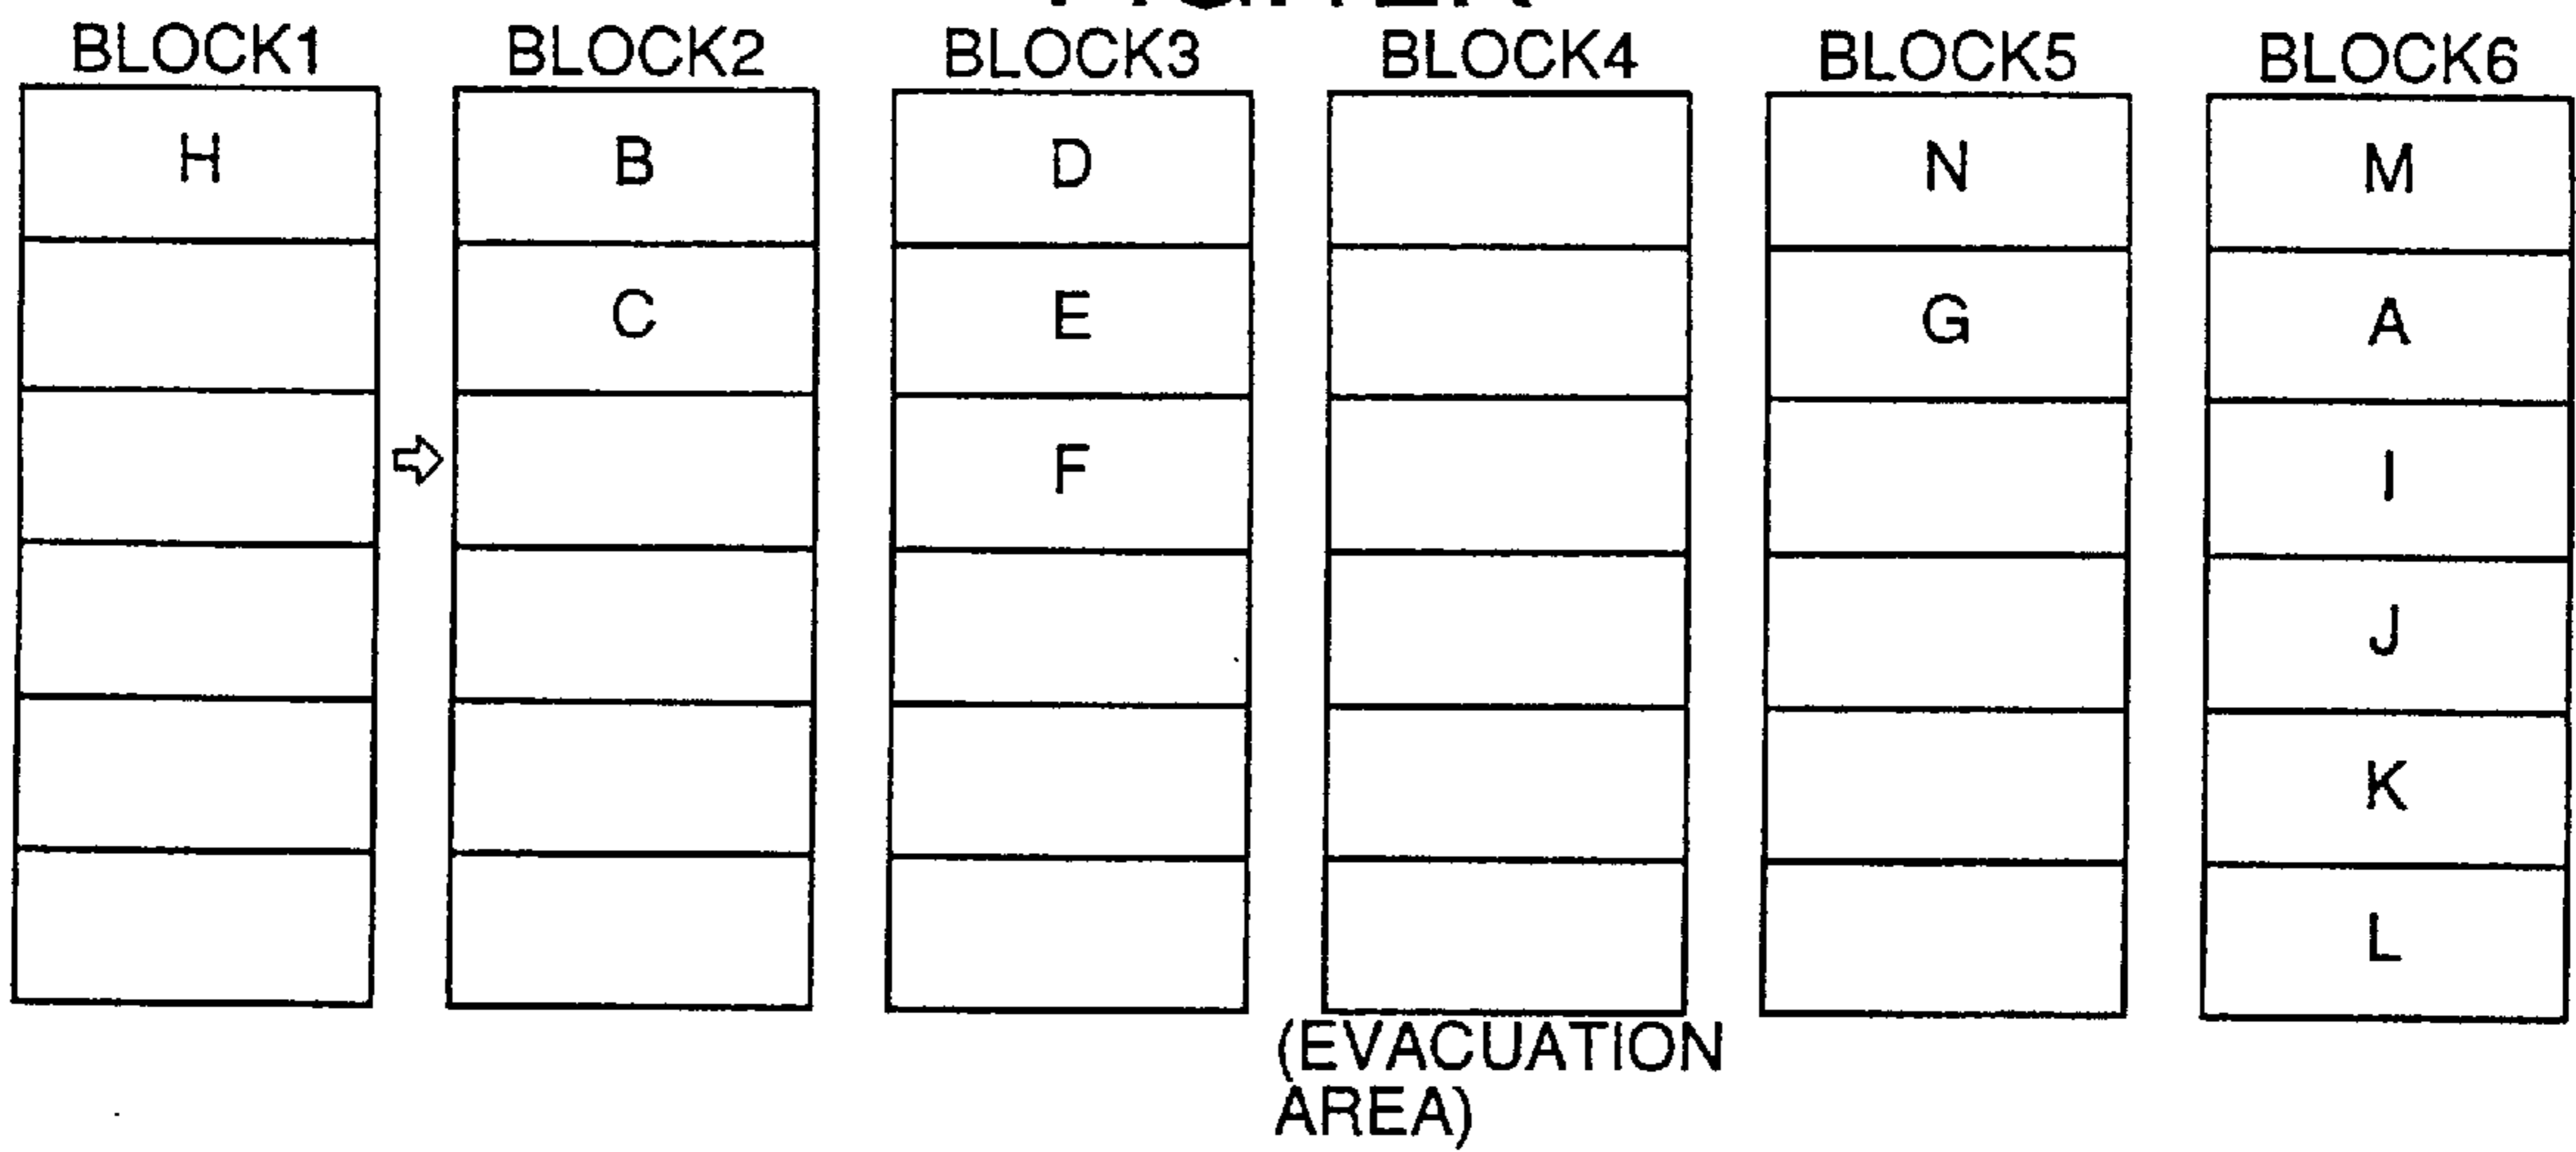 BLOCK1 BLOCK2 BLOCK3 BLOCK4 BLOCK5 BLOCK6
H B D N M
C E G A
F I
J
K
L
(EVACUATION
AREA)